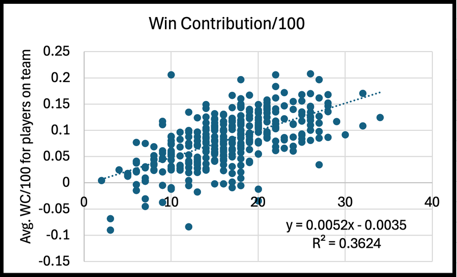 Win Contribution/100
Avg. WC/100 for players on team
0.25
0.2
0.15
0.1
0.05
0
-0.05
-0.1
-0.15
0 10 20 30 40
y = 0.0052x - 0.0035
R² = 0.3624